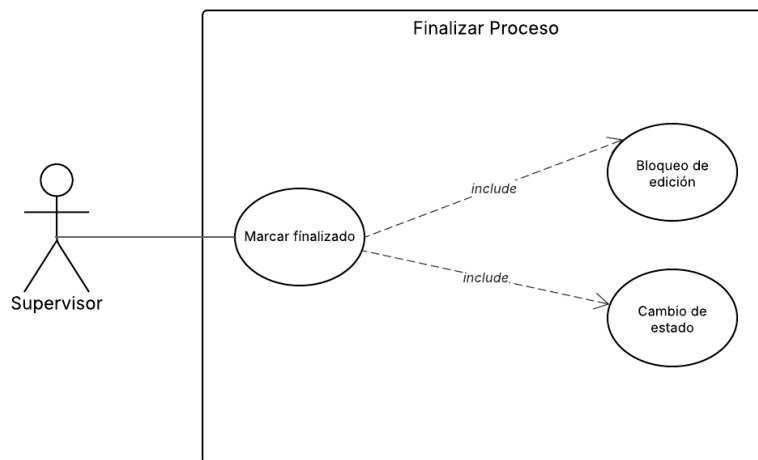 Finalizar Proceso
Bloqueo de
edición
include
Marcar finalizado
include
Supervisor
Cambio de
estado